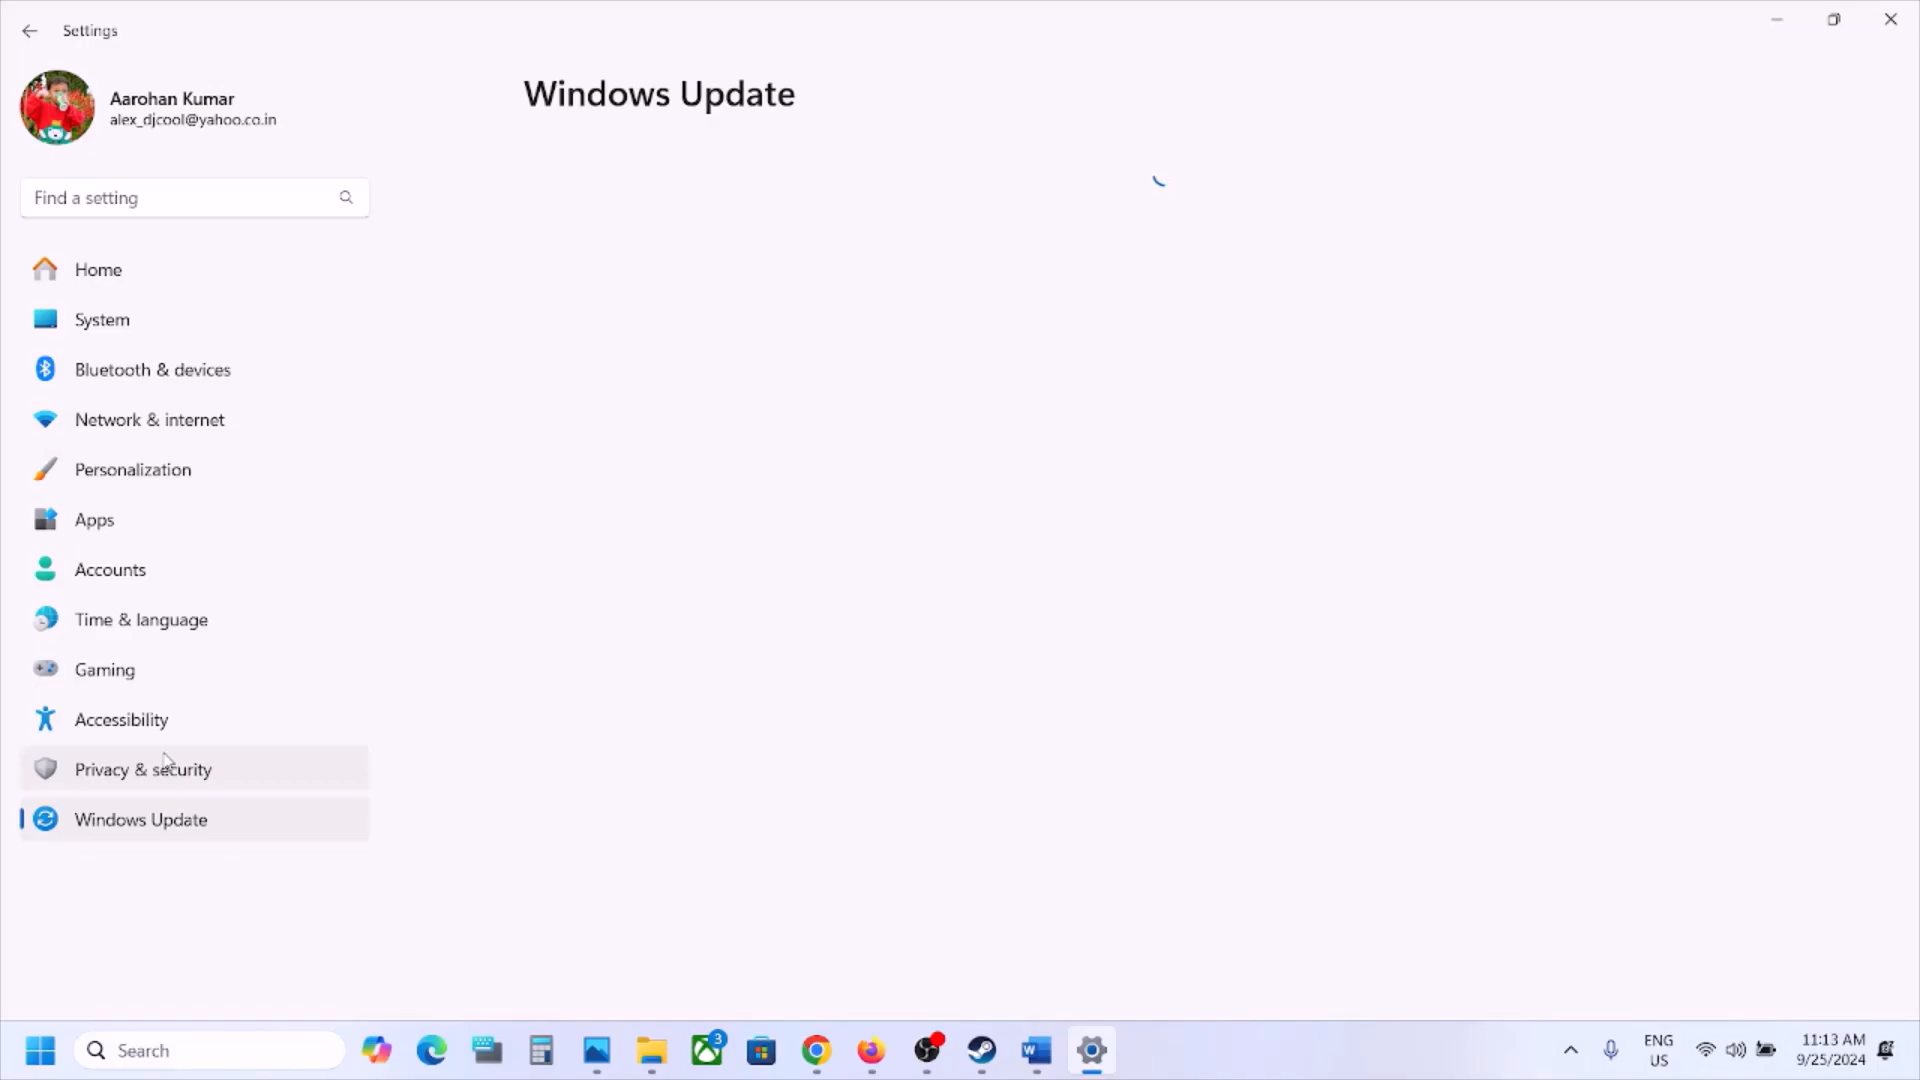 Settings
Aarohan Kumar
alex_djcool@yahoo.co.in
Windows Update
Find a setting
Home
System
Bluetooth & devices
Network & internet
Personalization
Apps
Accounts
Time & language
Gaming
Accessibility
Privacy & security
Windows Update
Search
3
ENG
US
11:13 AM
9/25/2024